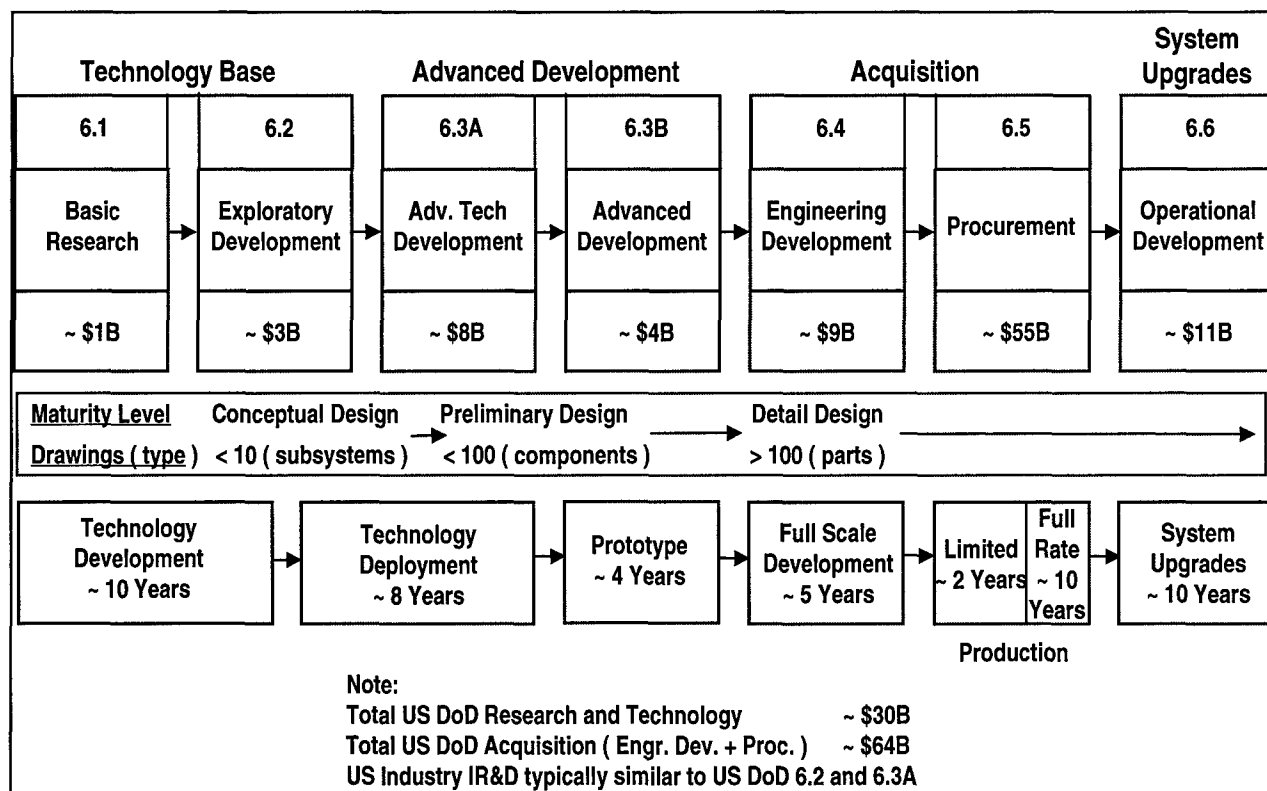 Technology Base
Advanced Development
Acquisition
System
Upgrades
6.1
6.2
6.3A
6.3B
6.4
6.5
6.6
Basic
Research
Exploratory
Development
Adv. Tech
Development
Advanced
Development
Engineering
Development
Procurement
Operational
Development
~ $1B
~ $3B
~ $8B
~ $4B
~ $9B
~ $55B
~ $11B
Maturity Level Conceptual Design Preliminary Design Detail Design
Drawings ( type ) < 10 ( subsystems ) < 100 ( components ) > 100 ( parts )
Technology
Development
~ 10 Years
Technology
Deployment
~ 8 Years
Prototype
~ 4 Years
Full Scale
Development
~ 5 Years
Limited
~ 2 Years
Full
Rate
~ 10
Years
System
Upgrades
~ 10 Years
Production
Note:
Total US DoD Research and Technology ~ $30B
Total US DoD Acquisition ( Engr. Dev. + Proc. ) ~ $64B
US Industry IR&D typically similar to US DoD 6.2 and 6.3A